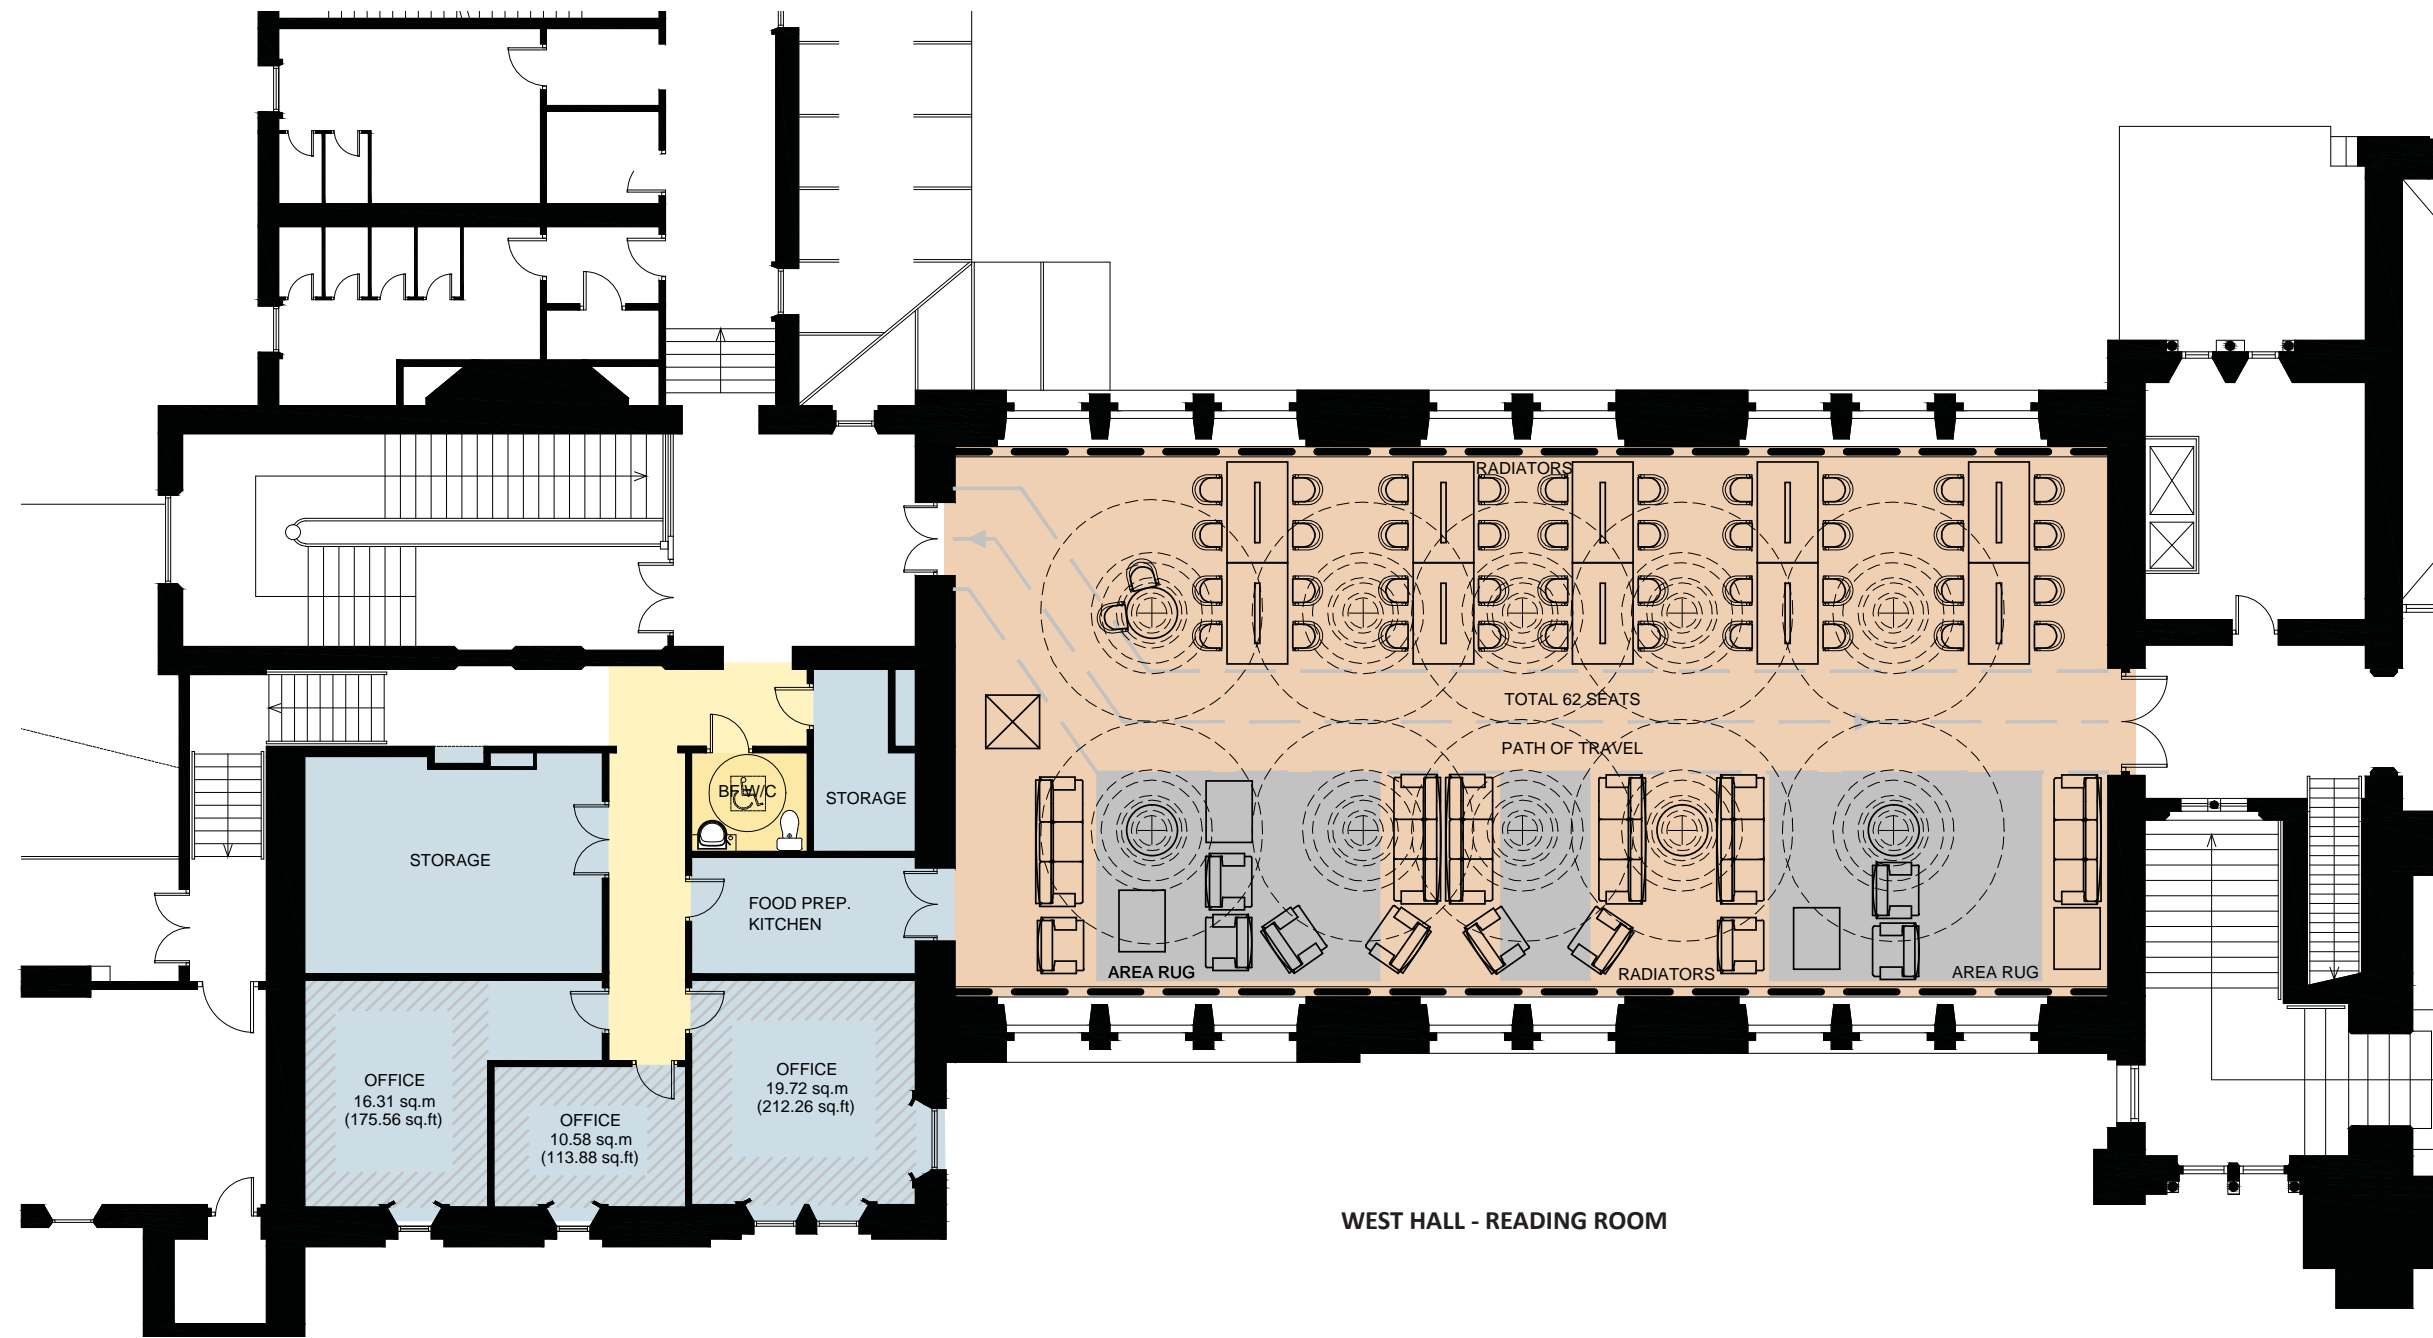 RADIATORS
TOTAL 62 SEATS
PATH OF TRAVEL
BF W/C
STORAGE
STORAGE
FOOD PREP.
KITCHEN
AREA RUG
RADIATORS
AREA RUG
OFFICE
16.31 sq.m
(175.56 sq.ft)
OFFICE
10.58 sq.m
(113.88 sq.ft)
OFFICE
19.72 sq.m
(212.26 sq.ft)
WEST HALL - READING ROOM